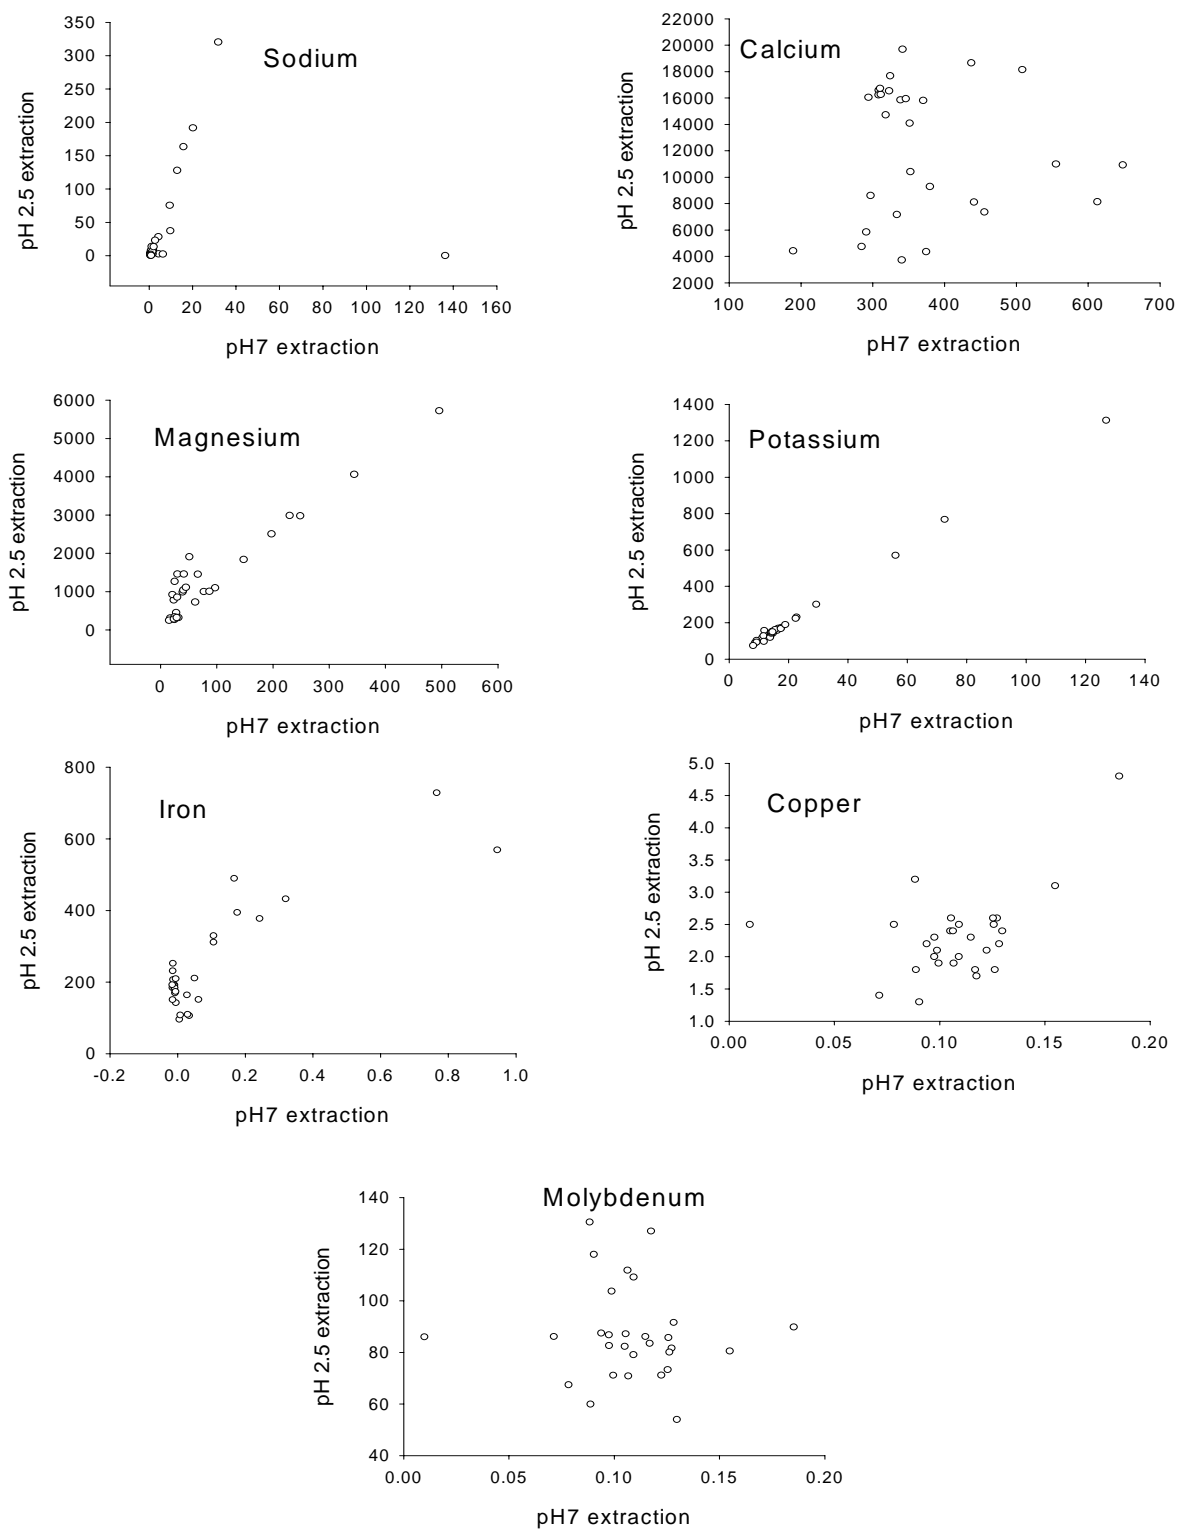 Sodium
350
300
250
200
150
100
50
0
pH 2.5 extraction
0 20 40 60 80 100 120 140 160
pH7 extraction
Calcium
22000
20000
18000
16000
14000
12000
10000
8000
6000
4000
2000
pH 2.5 extraction
100 200 300 400 500 600 700
pH7 extraction
Magnesium
6000
5000
4000
3000
2000
1000
0
pH 2.5 extraction
0 100 200 300 400 500 600
pH7 extraction
Potassium
1400
1200
1000
800
600
400
200
0
pH 2.5 extraction
0 20 40 60 80 100 120 140
pH7 extraction
Iron
800
600
400
200
0
pH 2.5 extraction
-0.2 0.0 0.2 0.4 0.6 0.8 1.0
pH7 extraction
Copper
5.0
4.5
4.0
3.5
3.0
2.5
2.0
1.5
1.0
pH 2.5 extraction
0.00 0.05 0.10 0.15 0.20
pH7 extraction
Molybdenum
140
120
100
80
60
40
pH 2.5 extraction
0.00 0.05 0.10 0.15 0.20
pH7 extraction